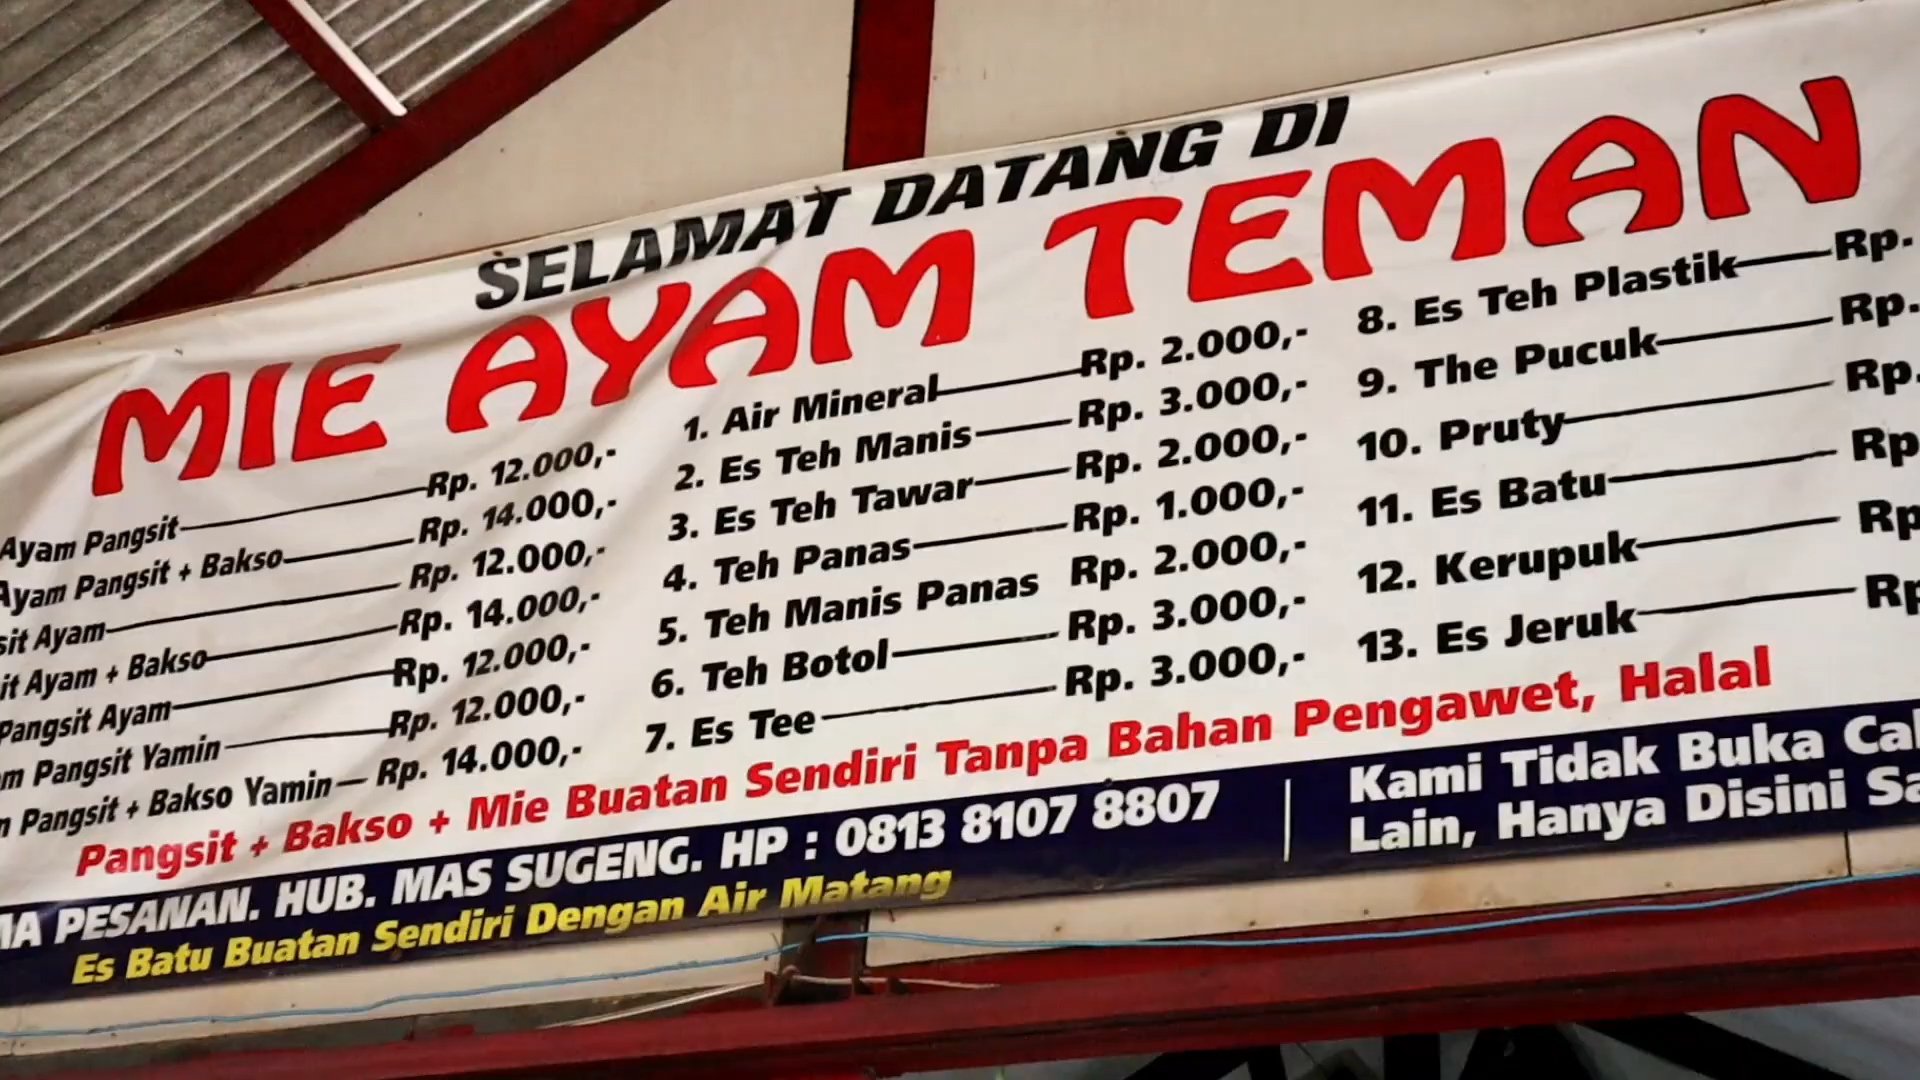 SELAMAT DATANG DI
MIE AYAM TEMAN
Ayam Pangsit Rp. 12.000,-
Ayam Pangsit + Bakso Rp. 14.000,-
Ayam Rp. 12.000,-
Ayam + Bakso Rp. 14.000,-
Pangsit Ayam Rp. 12.000,-
Pangsit Yamin Rp. 12.000,-
Pangsit + Bakso Yamin Rp. 14.000,-
1. Air Mineral Rp. 2.000,-
2. Es Teh Manis Rp. 3.000,-
3. Es Teh Tawar Rp. 2.000,-
4. Teh Panas Rp. 1.000,-
5. Teh Manis Panas Rp. 2.000,-
6. Teh Botol Rp. 3.000,-
7. Es Tee Rp. 3.000,-
8. Es Teh Plastik Rp.
9. The Pucuk Rp.
10. Pruty Rp.
11. Es Batu Rp
12. Kerupuk Rp
13. Es Jeruk Rp
Pangsit + Bakso + Mie Buatan Sendiri Tanpa Bahan Pengawet, Halal
PESANAN. HUB. MAS SUGENG. HP : 0813 8107 8807
Es Batu Buatan Sendiri Dengan Air Matang
Kami Tidak Buka
Lain, Hanya Disini